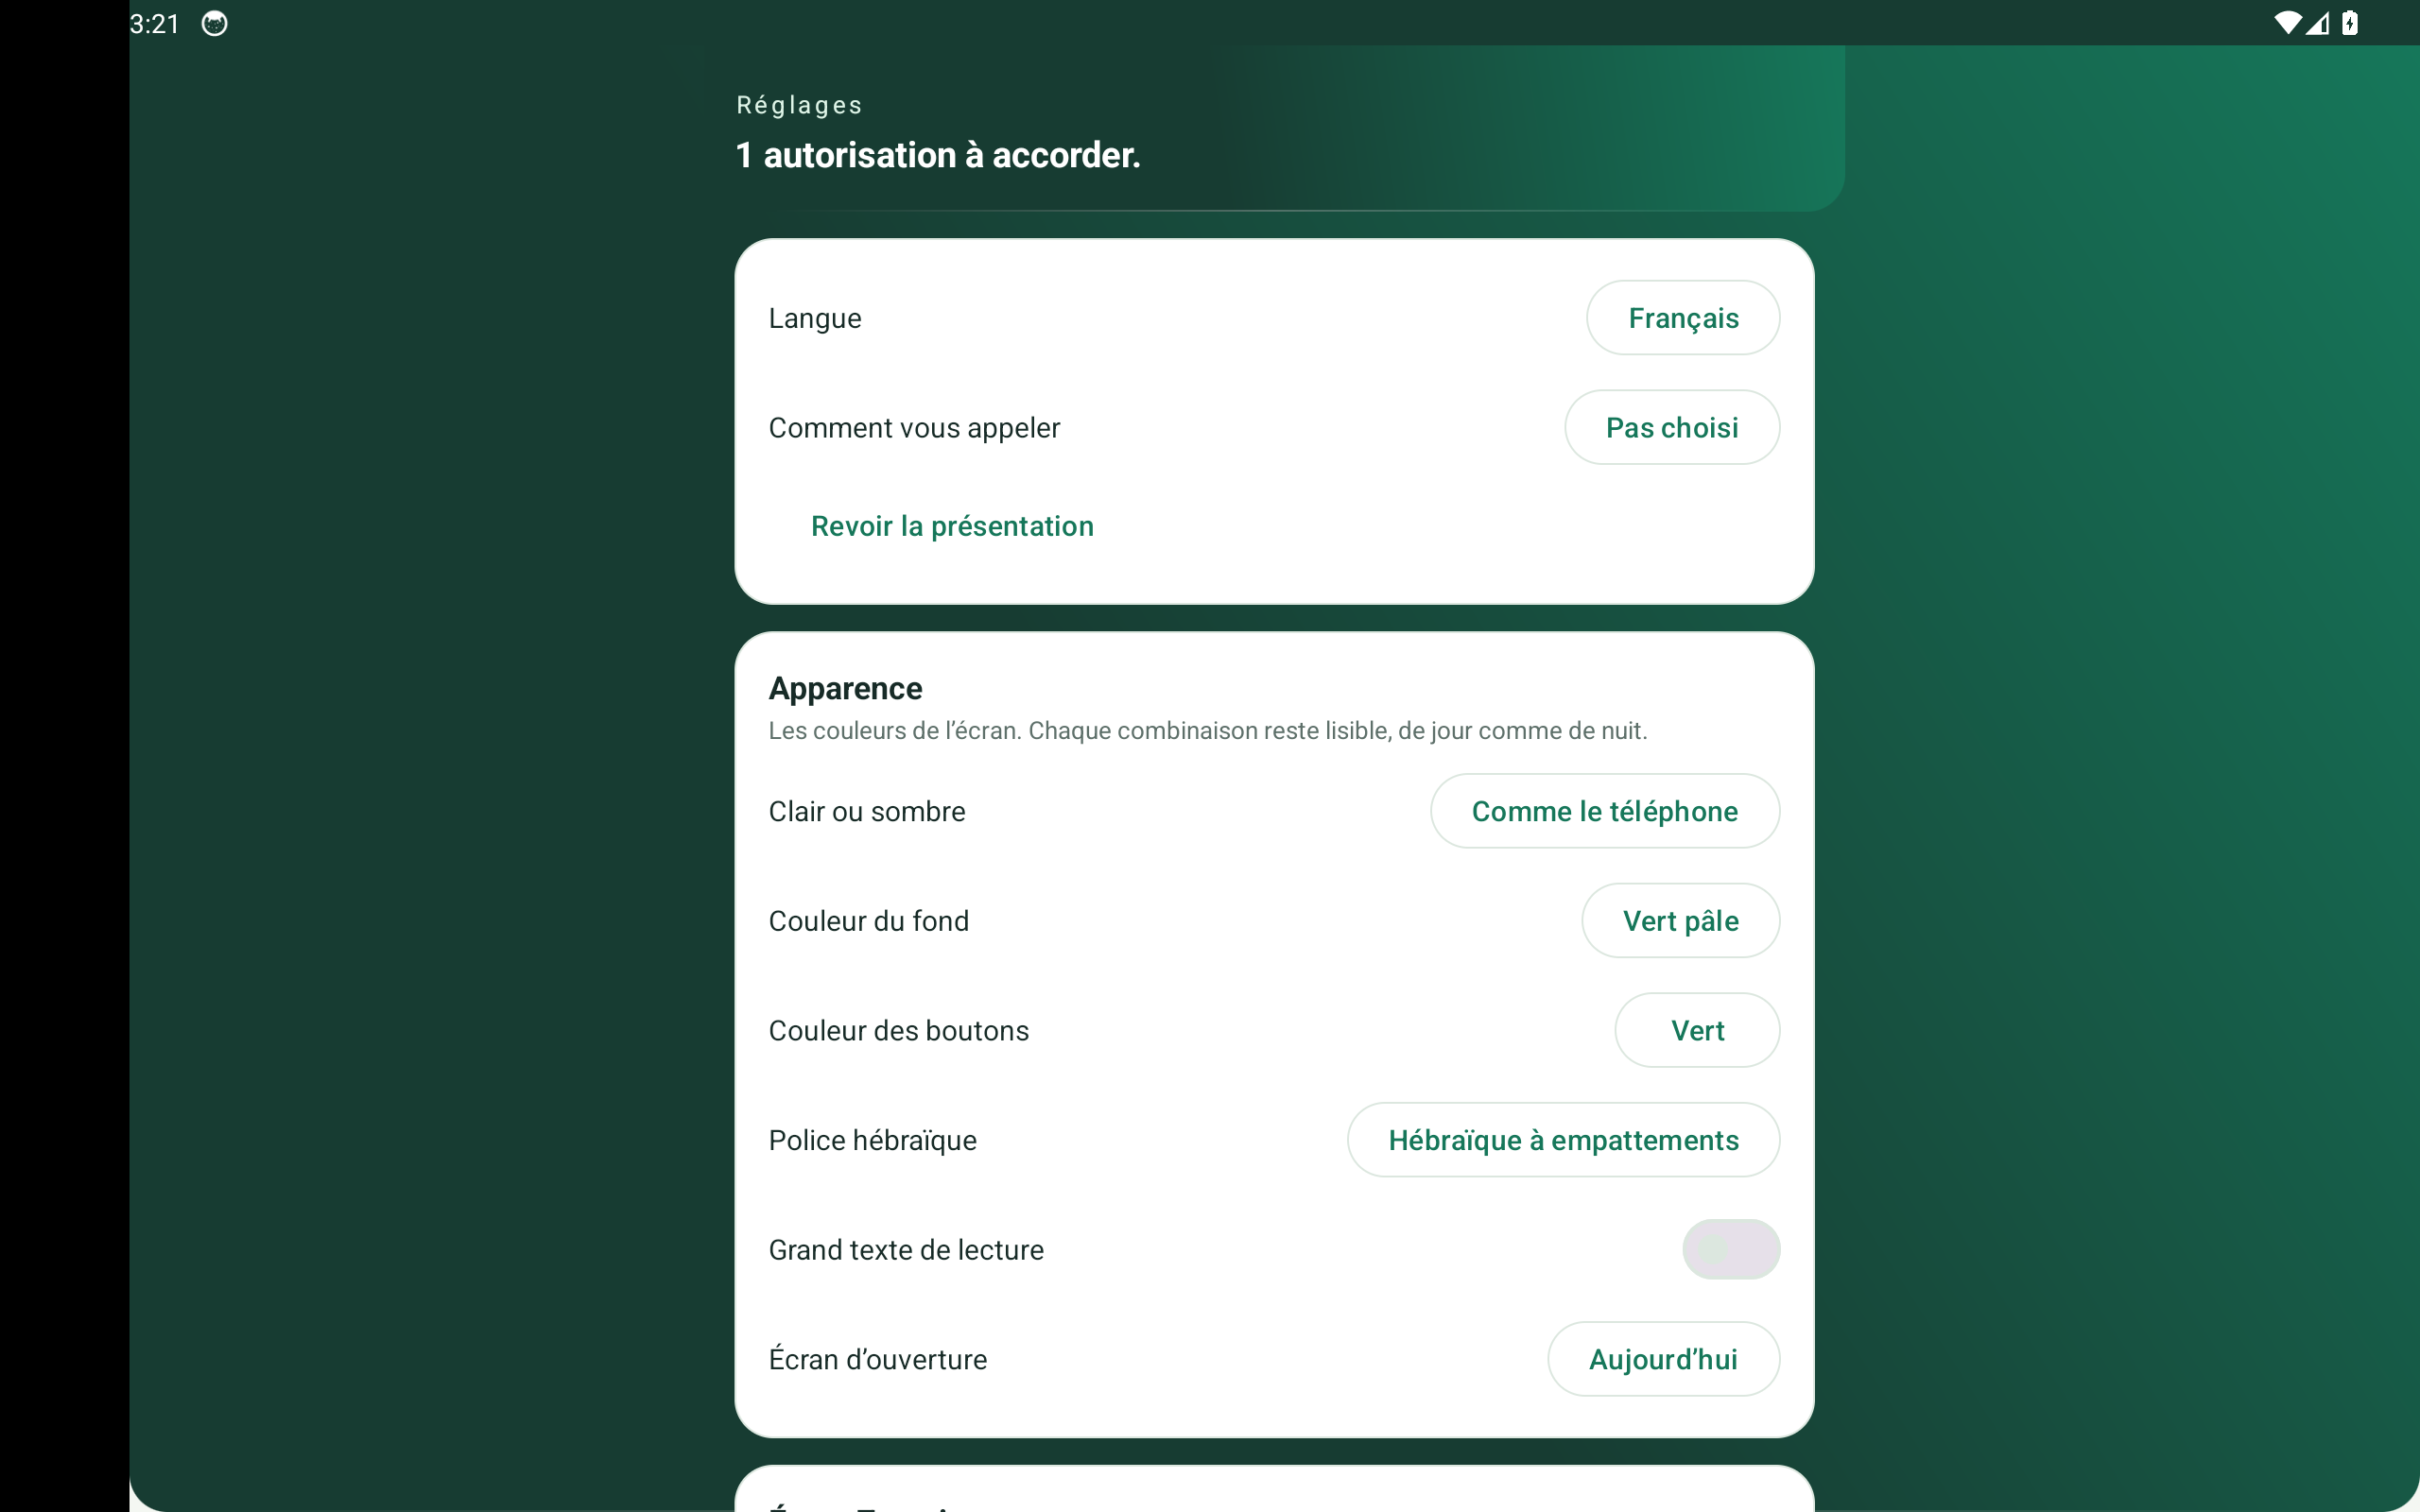 3:21
Réglages
1 autorisation à accorder.
Langue
Français
Comment vous appeler
Pas choisi
Revoir la présentation
Apparence
Les couleurs de l’écran. Chaque combinaison reste lisible, de jour comme de nuit.
Clair ou sombre
Comme le téléphone
Couleur du fond
Vert pâle
Couleur des boutons
Vert
Police hébraïque
Hébraïque à empattements
Grand texte de lecture
Écran d’ouverture
Aujourd’hui